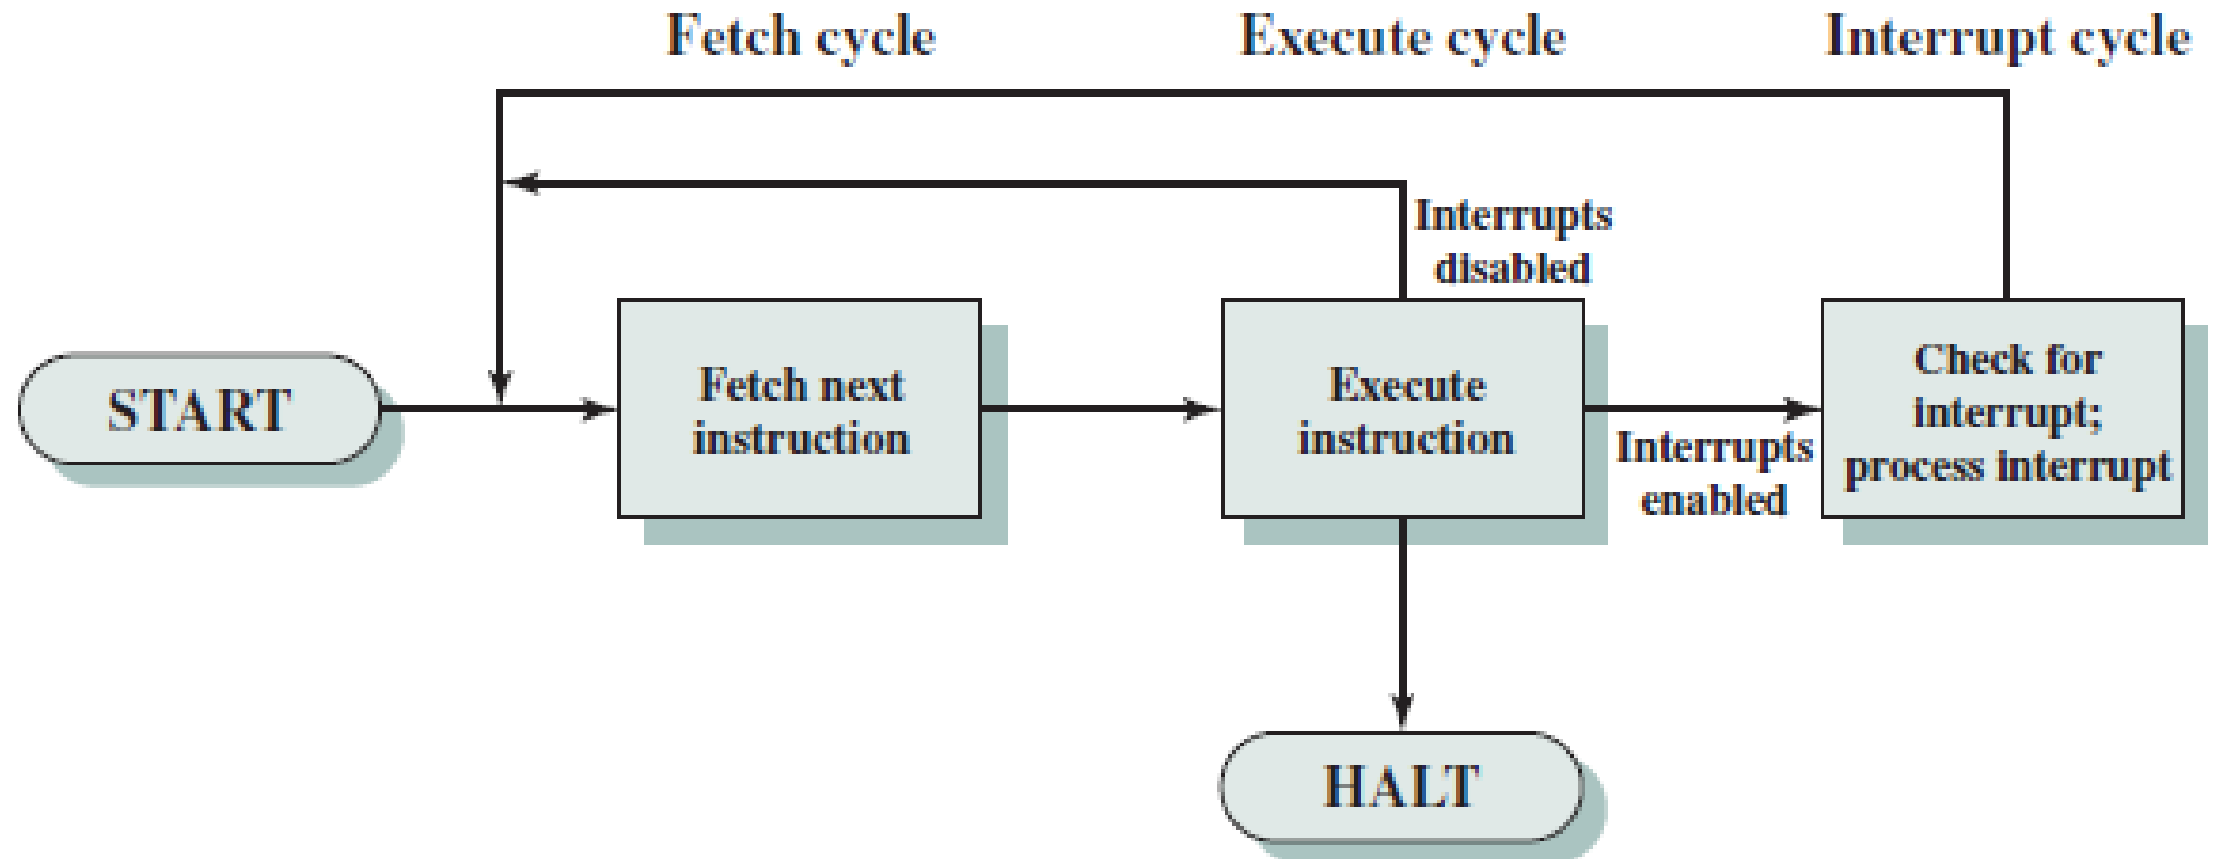 Fetch cycle
Execute cycle
Interrupt cycle
Interrupts
disabled
START
Fetch next
instruction
Execute
instruction
Interrupts
enabled
Check for
interrupt;
process interrupt
HALT